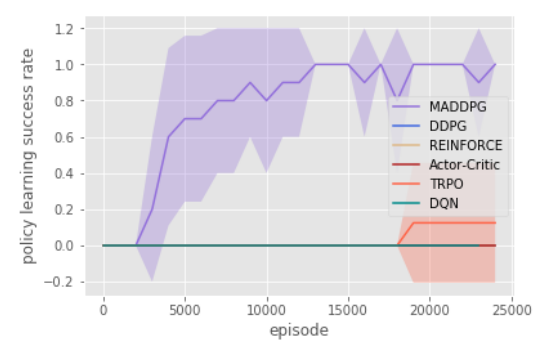 1.2
1.0
0.8
0.6
0.4
0.2
0.0
−0.2
policy learning success rate
MADDPG
DDPG
REINFORCE
Actor-Critic
TRPO
DQN
0 5000 10000 15000 20000 25000
episode